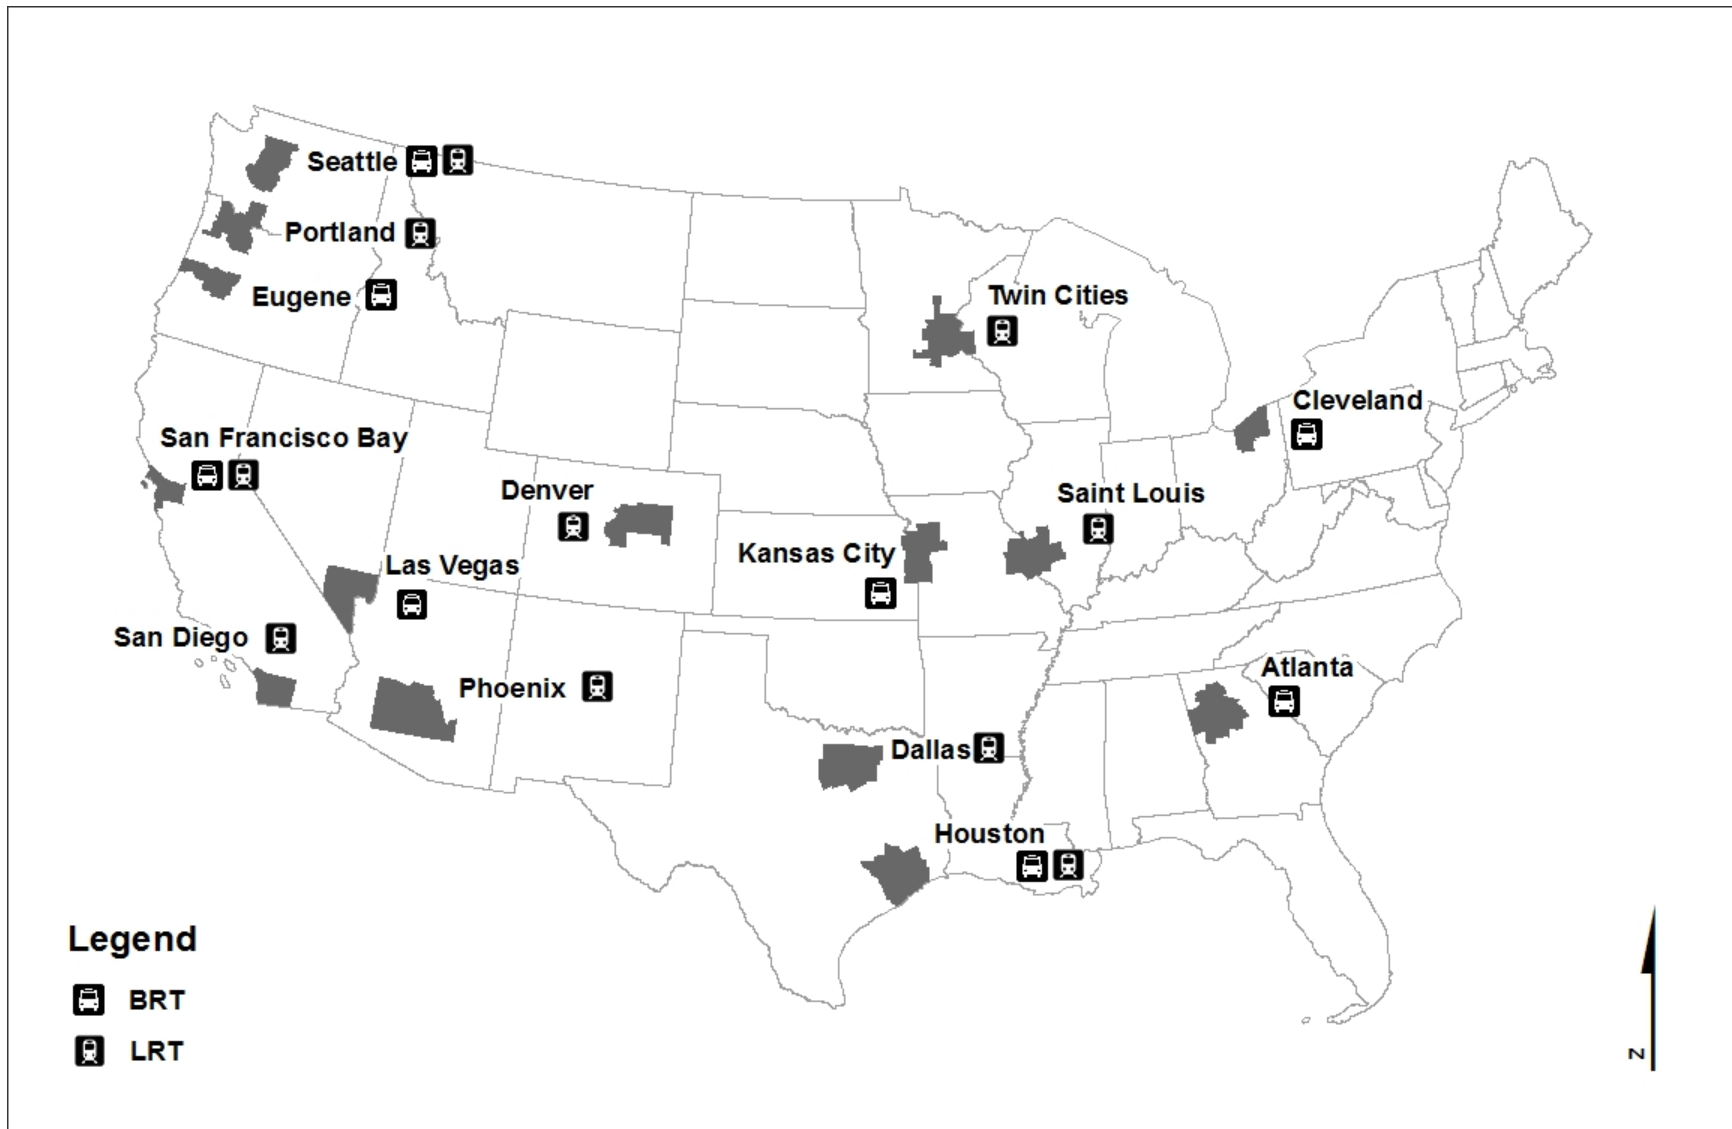 Seattle
Portland
Eugene
Twin Cities
Cleveland
San Francisco Bay
Denver
Saint Louis
Kansas City
Las Vegas
San Diego
Phoenix
Atlanta
Dallas
Houston
Legend
BRT
LRT
N